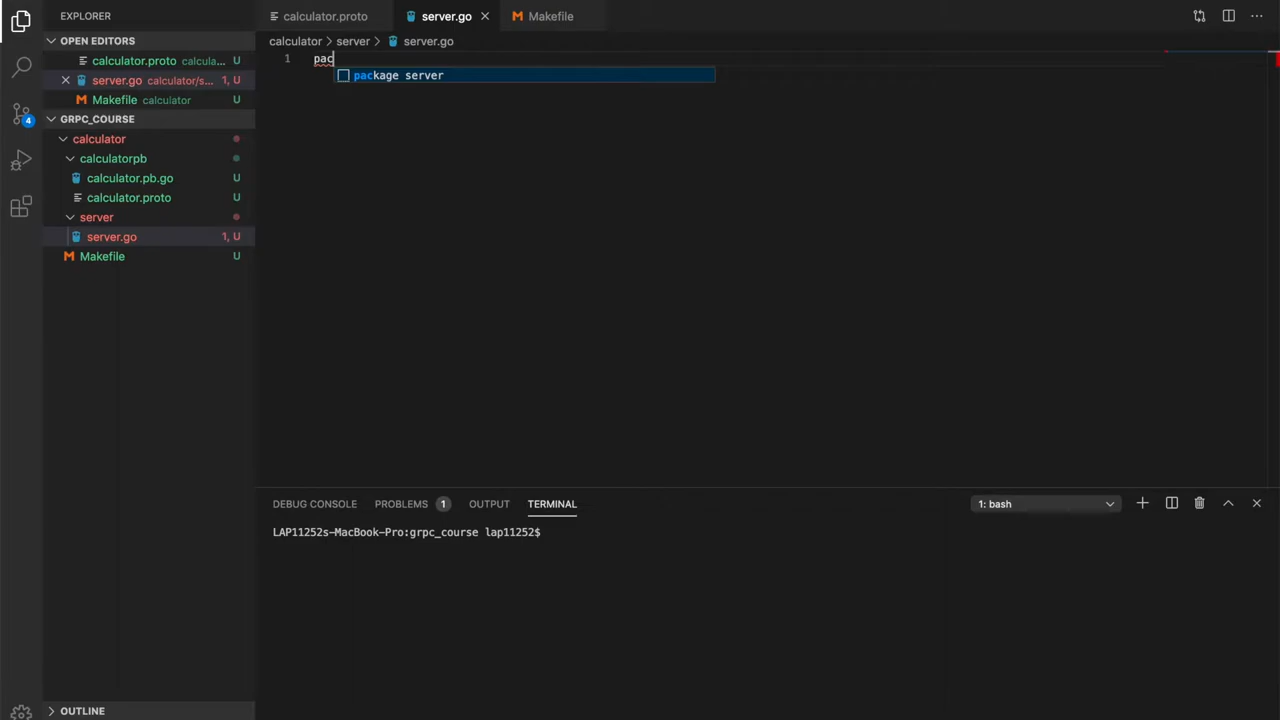 EXPLORER
calculator.proto
server.go
Makefile
OPEN EDITORS
calculator > server > server.go
calculator.proto calcula... U
1 pac
server.go calculator/s... 1, U
package server
Makefile calculator
4
GRPC_COURSE
calculator
calculatorpb
calculator.pb.go U
calculator.proto U
server
server.go 1, U
Makefile U
DEBUG CONSOLE PROBLEMS 1 OUTPUT TERMINAL
1: bash
LAP11252s-MacBook-Pro:grpc_course lap11252$
OUTLINE